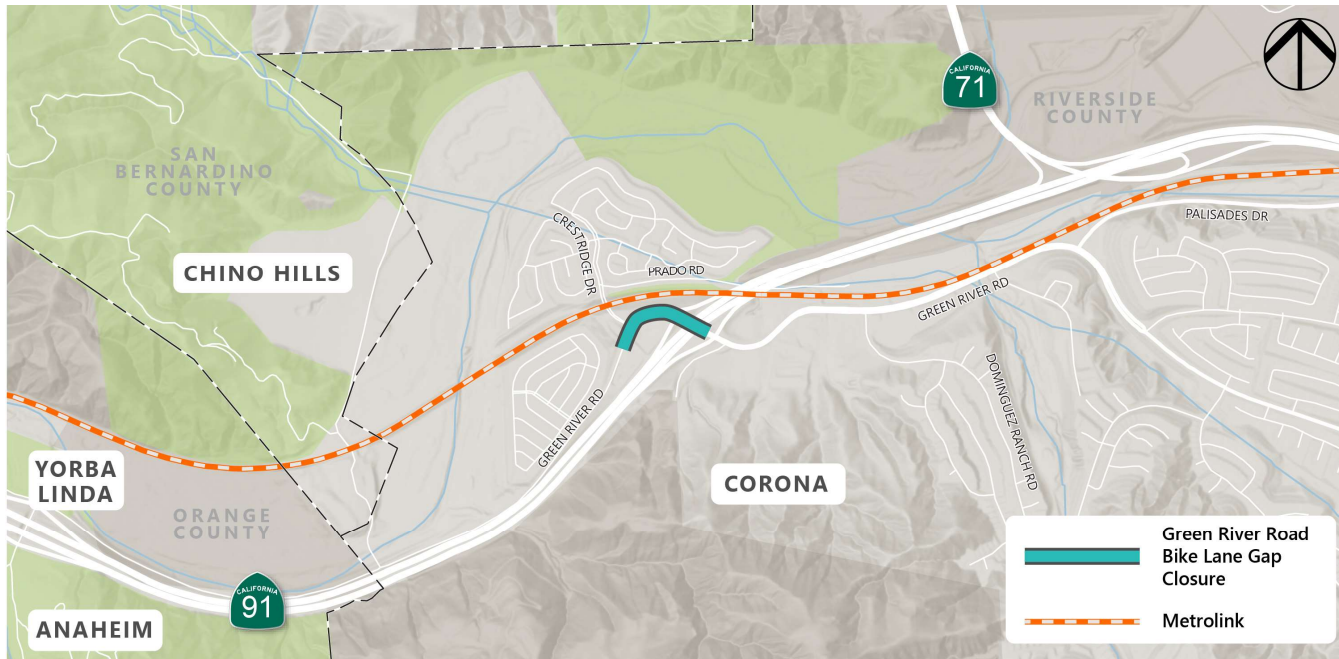 CALIFORNIA
71
RIVERSIDE
COUNTY
SAN
BERNARDINO
COUNTY
PALISADES DR
CRESTRIDGE DR
CHINO HILLS
PRADO RD
GREEN RIVER RD
DOMINGUEZ RANCH RD
GREEN RIVER RD
YORBA
LINDA
CORONA
ORANGE
COUNTY
CALIFORNIA
91
ANAHEIM
Green River Road
Bike Lane Gap
Closure
Metrolink